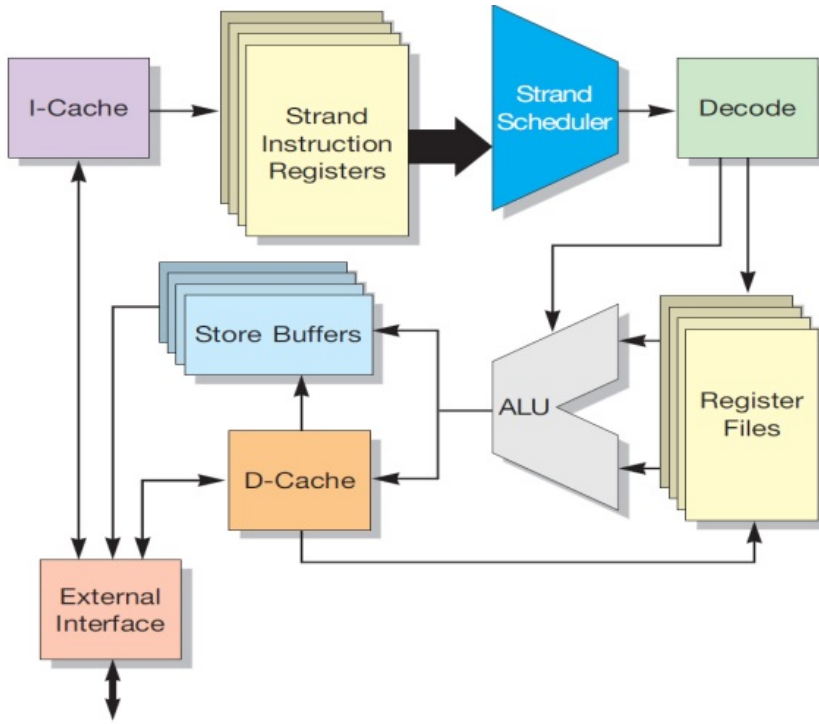 I-Cache
Strand
Instruction
Registers
Strand
Scheduler
Decode
Store Buffers
ALU
Register
Files
D-Cache
External
Interface